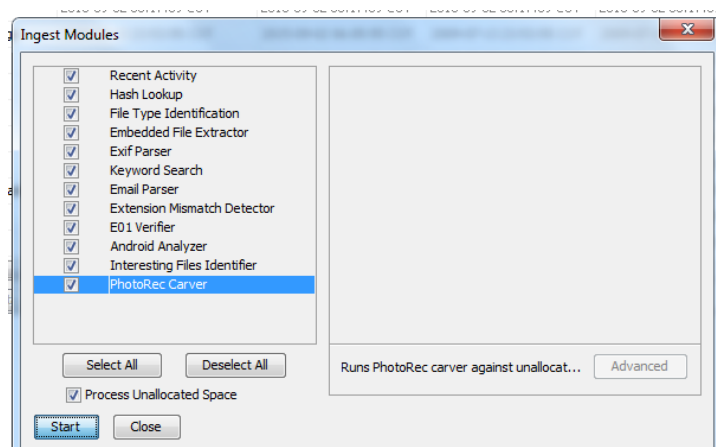 Ingest Modules
Recent Activity
Hash Lookup
File Type Identification
Embedded File Extractor
Exif Parser
Keyword Search
Email Parser
Extension Mismatch Detector
E01 Verifier
Android Analyzer
Interesting Files Identifier
PhotoRec Carver
Select All
Deselect All
Runs PhotoRec carver against unallocat...
Advanced
Process Unallocated Space
Start
Close